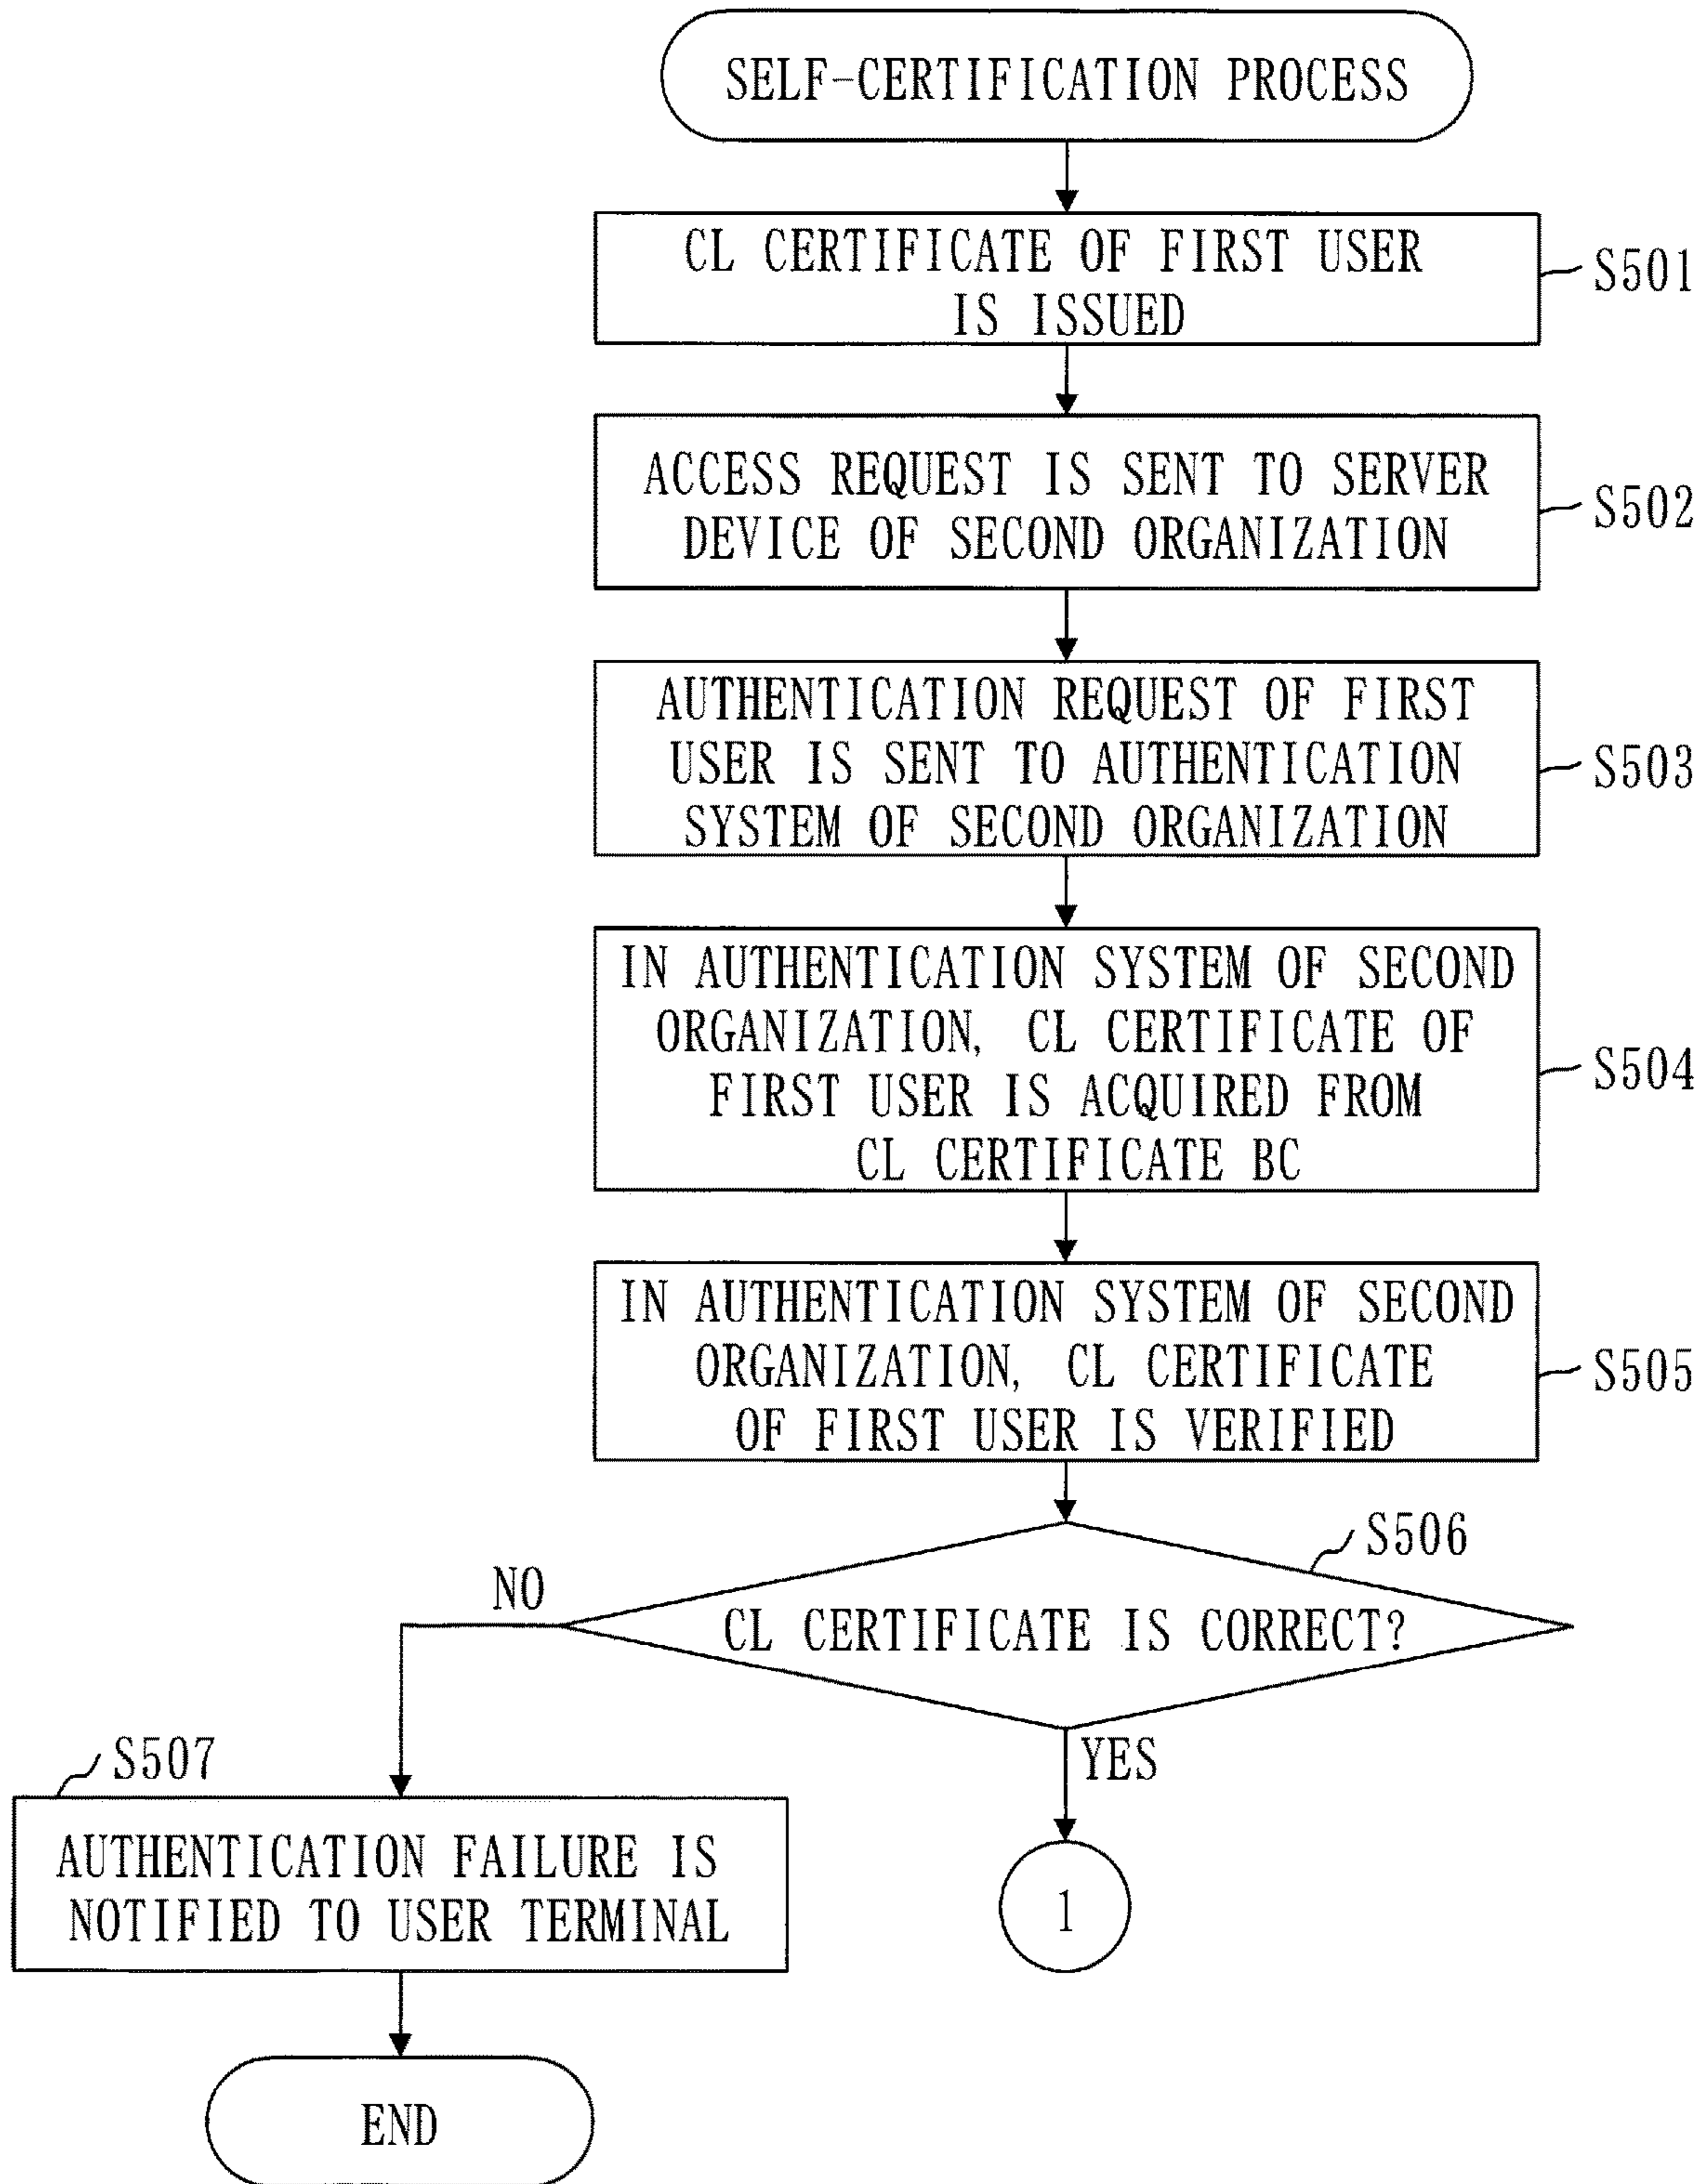 SELF-CERTIFICATION PROCESS
CL CERTIFICATE OF FIRST USER
IS ISSUED
S501
ACCESS REQUEST IS SENT TO SERVER
DEVICE OF SECOND ORGANIZATION
S502
AUTHENTICATION REQUEST OF FIRST
USER IS SENT TO AUTHENTICATION
SYSTEM OF SECOND ORGANIZATION
S503
IN AUTHENTICATION SYSTEM OF SECOND
ORGANIZATION, CL CERTIFICATE OF
FIRST USER IS ACQUIRED FROM
CL CERTIFICATE BC
S504
IN AUTHENTICATION SYSTEM OF SECOND
ORGANIZATION, CL CERTIFICATE
OF FIRST USER IS VERIFIED
S505
S506
CL CERTIFICATE IS CORRECT?
NO
YES
S507
AUTHENTICATION FAILURE IS
NOTIFIED TO USER TERMINAL
1
END